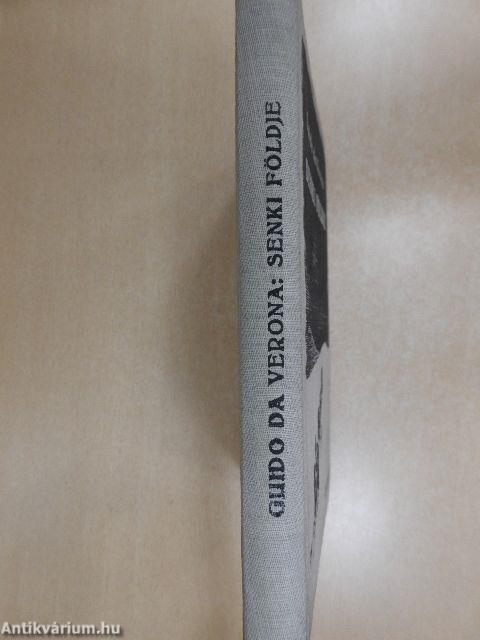 GUIDO DA VERONA: SENKI FÖLDJE
Antikvárium.hu